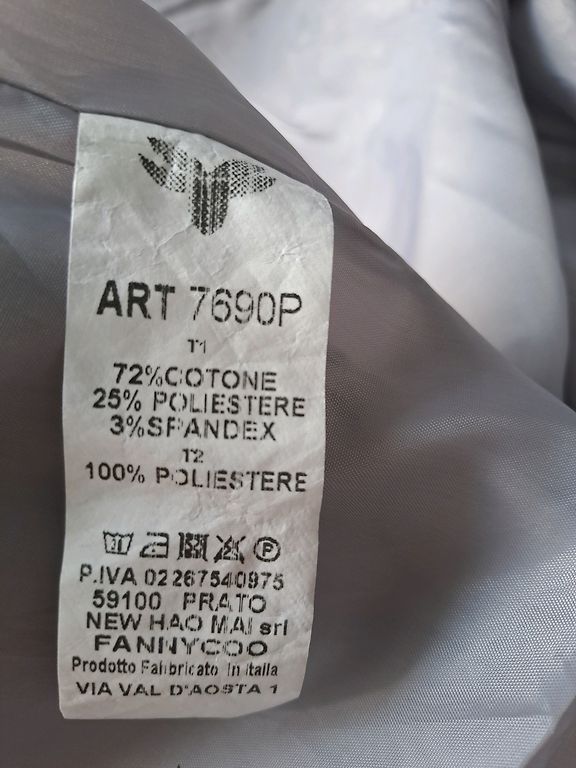 ART 7690P
T1
72%COTONE
25% POLIESTERE
3%SPANDEX
T2
100% POLIESTERE
P
P.IVA 02267540975
59100 PRATO
NEW HAO MAI srl
FANNYCOO
Prodotto Fabbricato In Italia
VIA VAL D'AOSTA 1